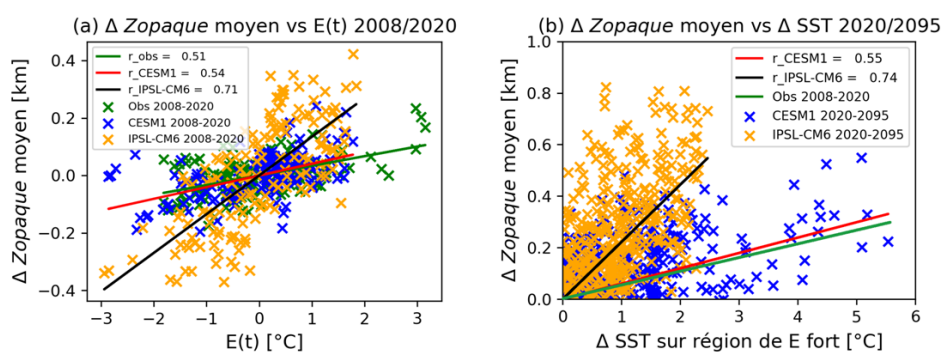 (a) Δ Zopaque moyen vs E(t) 2008/2020
Δ Zopaque moyen [km]
0.4
0.2
0.0
−0.2
−0.4
r_obs = 0.51
r_CESM1 = 0.54
r_IPSL-CM6 = 0.71
Obs 2008-2020
CESM1 2008-2020
IPSL-CM6 2008-2020
−3 −2 −1 0 1 2 3
E(t) [°C]
(b) Δ Zopaque moyen vs Δ SST 2020/2095
Δ Zopaque moyen [km]
1.0
0.8
0.6
0.4
0.2
0.0
r_CESM1 = 0.55
r_IPSL-CM6 = 0.74
Obs 2008-2020
CESM1 2020-2095
IPSL-CM6 2020-2095
0 1 2 3 4 5 6
Δ SST sur région de E fort [°C]